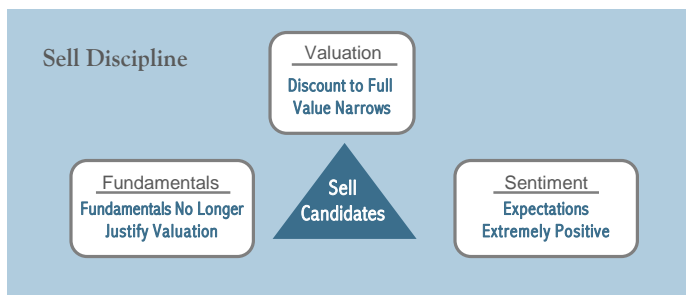 Sell Discipline
Valuation
Discount to Full
Value Narrows
Fundamentals
Fundamentals No Longer
Justify Valuation
Sell
Candidates
Sentiment
Expectations
Extremely Positive